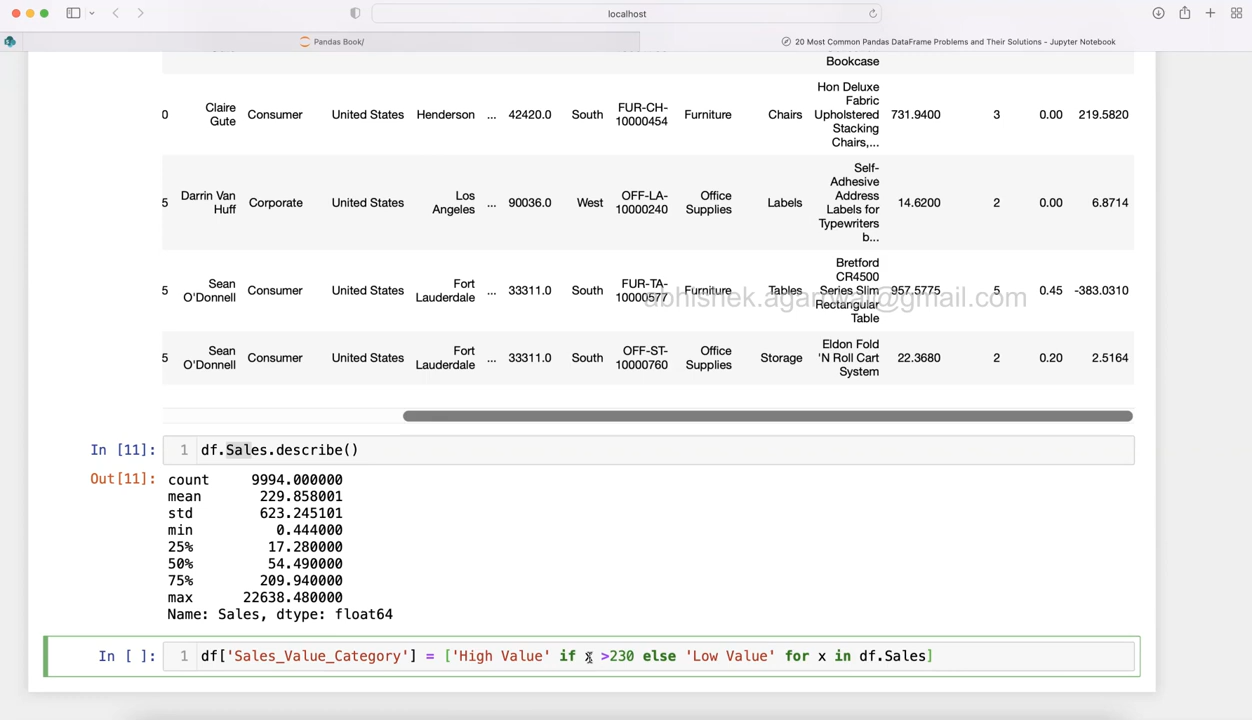 localhost
Pandas Book/
20 Most Common Pandas DataFrame Problems and Their Solutions - Jupyter Notebook
Bookcase
0 Claire Gute Consumer United States Henderson ... 42420.0 South FUR-CH-10000454 Furniture Chairs Hon Deluxe Fabric Upholstered Stacking Chairs,... 731.9400 3 0.00 219.5820
5 Darrin Van Huff Corporate United States Los Angeles ... 90036.0 West OFF-LA-10000240 Office Supplies Labels Self-Adhesive Address Labels for Typewriters b... 14.6200 2 0.00 6.8714
5 Sean O'Donnell Consumer United States Fort Lauderdale ... 33311.0 South FUR-TA-10000577 Furniture Tables Bretford CR4500 Series Slim Rectangular Table 957.5775 5 0.45 -383.0310
5 Sean O'Donnell Consumer United States Fort Lauderdale ... 33311.0 South OFF-ST-10000760 Office Supplies Storage Eldon Fold 'N Roll Cart System 22.3680 2 0.20 2.5164
In [11]: 1 df.Sales.describe()
Out[11]: count 9994.000000
mean 229.858001
std 623.245101
min 0.444000
25% 17.280000
50% 54.490000
75% 209.940000
max 22638.480000
Name: Sales, dtype: float64
In [ ]: 1 df['Sales_Value_Category'] = ['High Value' if x >230 else 'Low Value' for x in df.Sales]